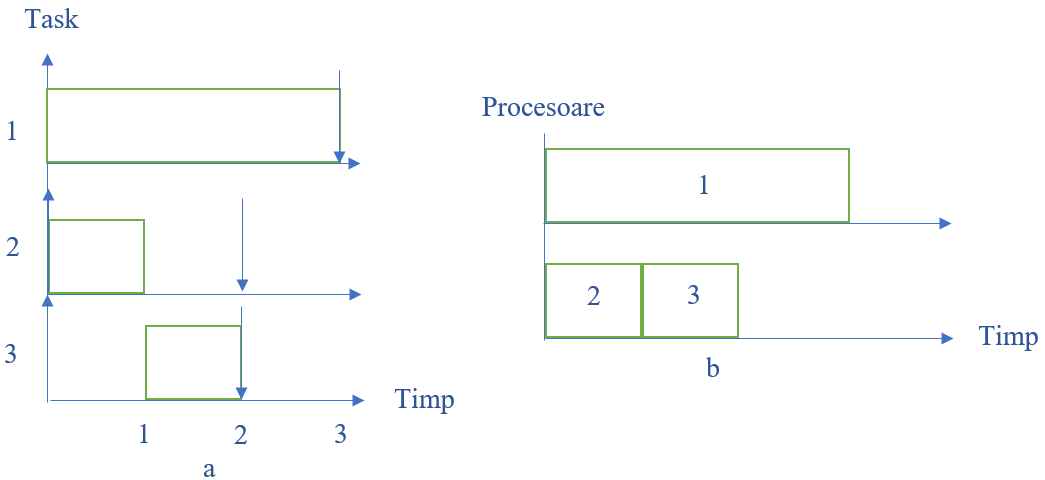 Task
1
2
3
Timp
1 2 3
a
Procesoare
1
2 3
Timp
b